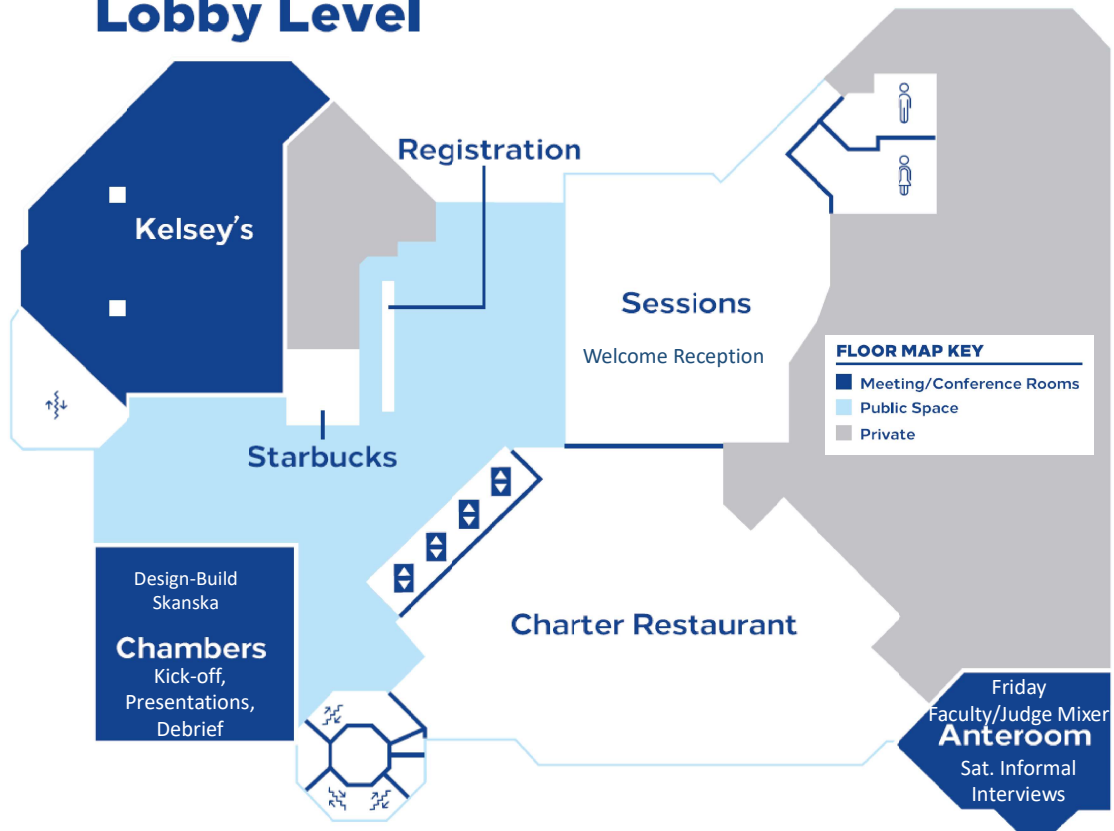 Lobby Level
Registration
Kelsey's
Sessions
Welcome Reception
FLOOR MAP KEY
Meeting/Conference Rooms
Public Space
Private
Starbucks
Design-Build
Skanska
Chambers
Kick-off,
Presentations,
Debrief
Charter Restaurant
Friday
Faculty/Judge Mixer
Anteroom
Sat. Informal
Interviews